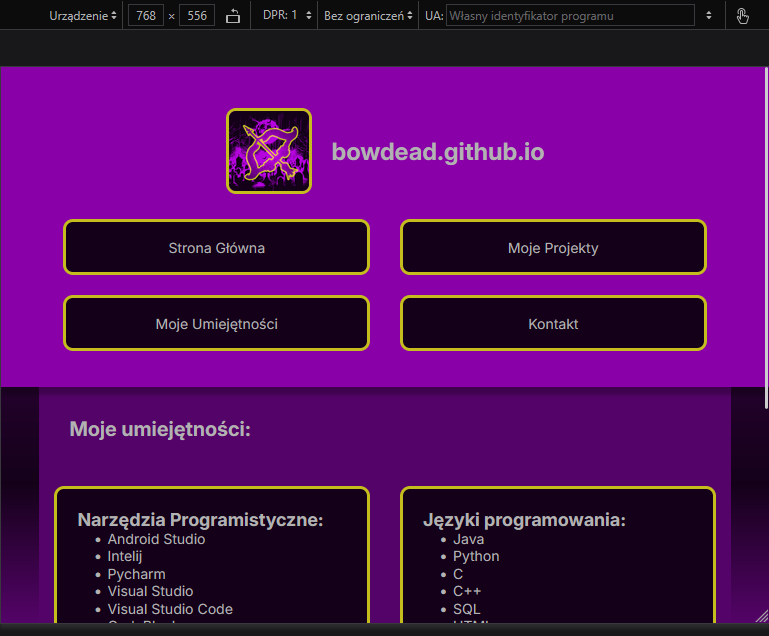 Urządzenie 768 × 556 DPR: 1 Bez ograniczeń UA: Własny identyfikator programu
bowdead.github.io
Strona Główna Moje Projekty
Moje Umiejętności Kontakt
Moje umiejętności:
Narzędzia Programistyczne:
Android Studio
Intelij
Pycharm
Visual Studio
Visual Studio Code
Języki programowania:
Java
Python
C
C++
SQL